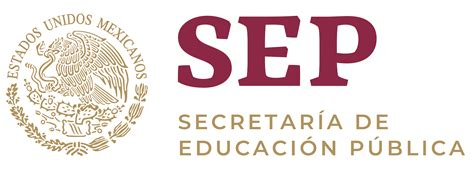 ESTADOS UNIDOS MEXICANOS
SEP
SECRETARÍA DE
EDUCACIÓN PÚBLICA